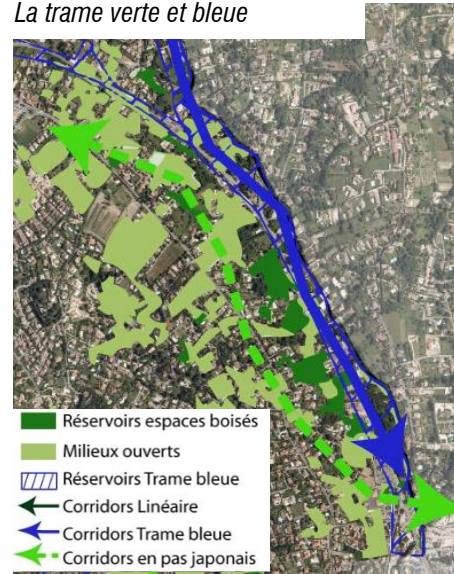 La trame verte et bleue
Réservoirs espaces boisés
Milieux ouverts
Réservoirs Trame bleue
Corridors Linéaire
Corridors Trame bleue
Corridors en pas japonais